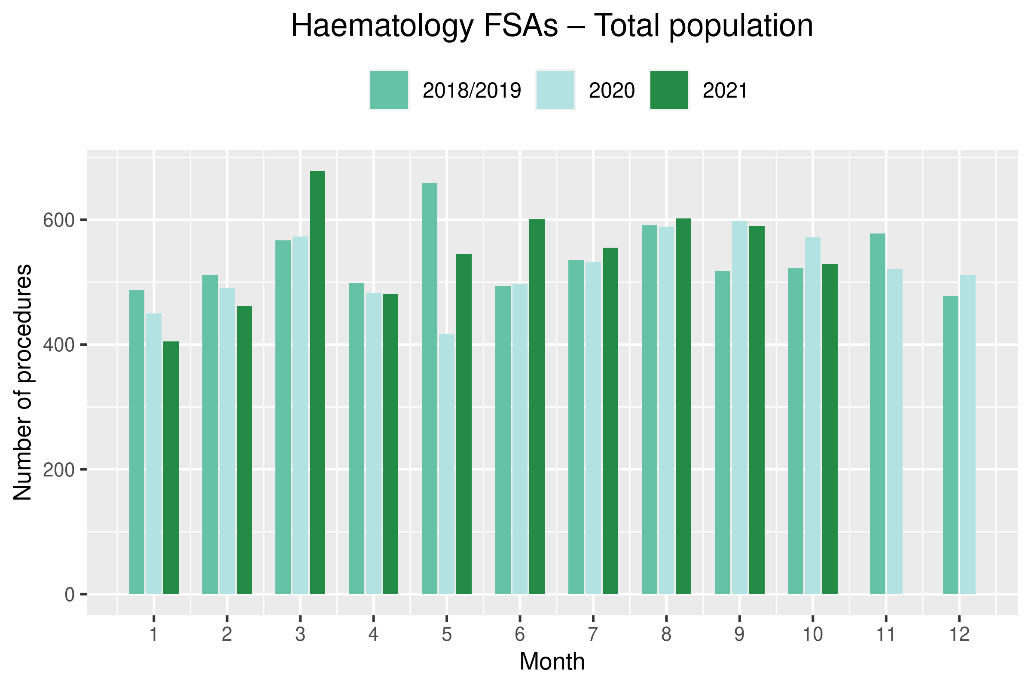 Haematology FSAs – Total population
2018/2019 2020 2021
Number of procedures
600
400
200
0
1 2 3 4 5 6 7 8 9 10 11 12
Month